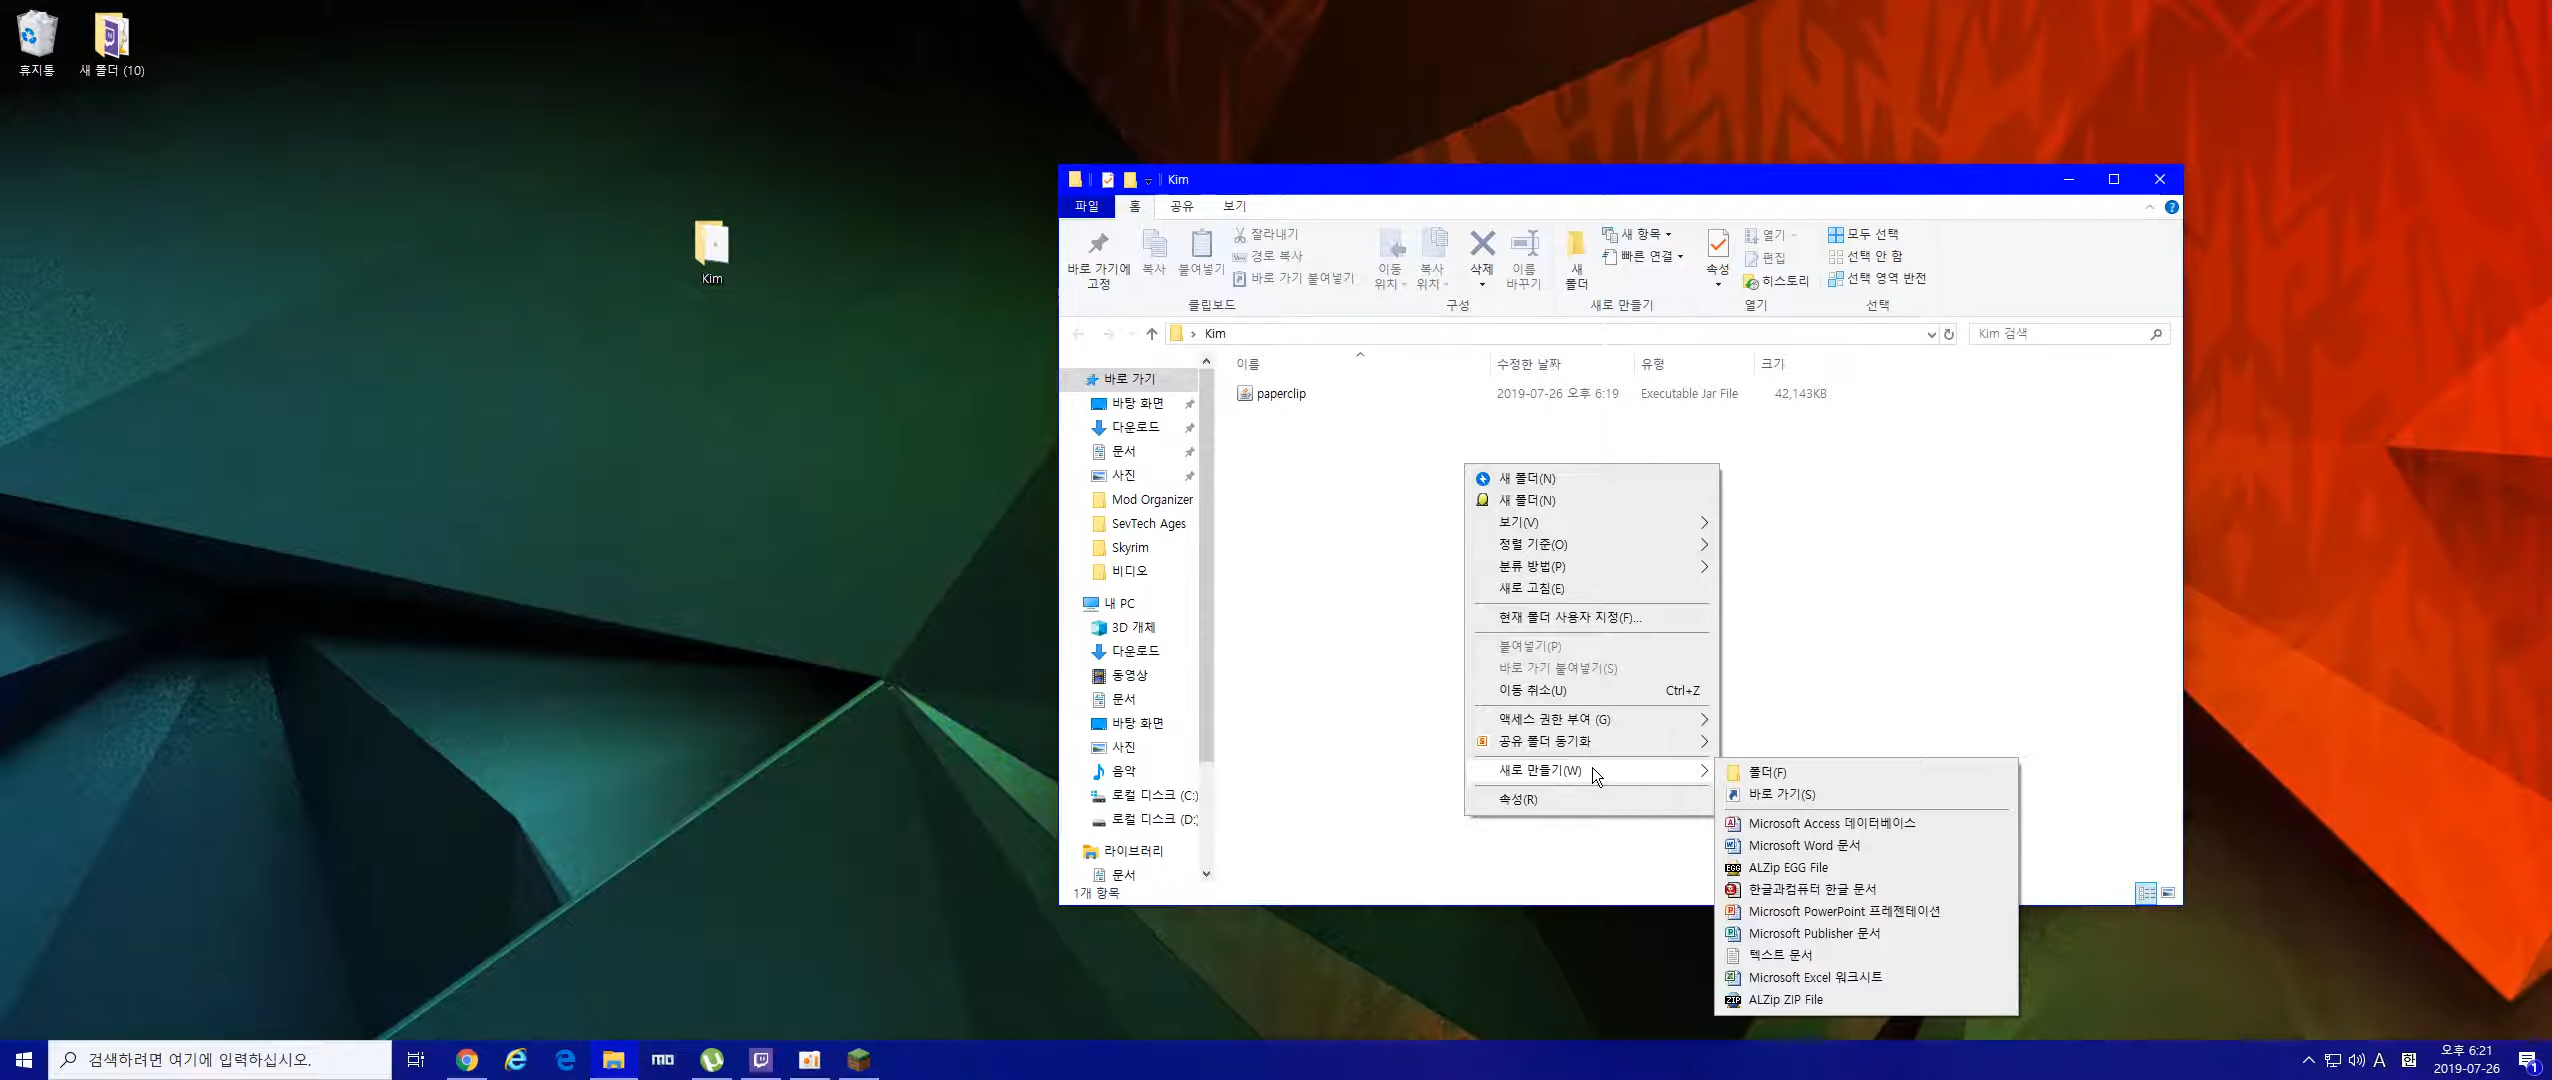 휴지통
새 폴더 (10)
Kim
Kim
파일
홈
공유
보기
바로 가기에
고정
복사
붙여넣기
잘라내기
경로 복사
바로 가기 붙여넣기
클립보드
이동
위치
복사
위치
삭제
이름
바꾸기
구성
새
폴더
새 항목
빠른 연결
새로 만들기
속성
열기
편집
히스토리
열기
모두 선택
선택 안 함
선택 영역 반전
선택
Kim
Kim 검색
이름
수정한 날짜
유형
크기
paperclip
2019-07-26 오후 6:19
Executable Jar File
42,143KB
바로 가기
바탕 화면
다운로드
문서
사진
Mod Organizer
SevTech Ages
Skyrim
비디오
내 PC
3D 개체
다운로드
동영상
문서
바탕 화면
사진
음악
로컬 디스크 (C:)
로컬 디스크 (D:)
라이브러리
문서
1개 항목
새 폴더(N)
새 폴더(N)
보기(V)
정렬 기준(O)
분류 방법(P)
새로 고침(E)
현재 폴더 사용자 지정(F)...
붙여넣기(P)
바로 가기 붙여넣기(S)
이동 취소(U) Ctrl+Z
액세스 권한 부여 (G)
공유 폴더 동기화
새로 만들기(W)
속성(R)
폴더(F)
바로 가기(S)
Microsoft Access 데이터베이스
Microsoft Word 문서
ALZip EGG File
한글과컴퓨터 한글 문서
Microsoft PowerPoint 프레젠테이션
Microsoft Publisher 문서
텍스트 문서
Microsoft Excel 워크시트
ALZip ZIP File
검색하려면 여기에 입력하십시오.
MO
A
한
오후 6:21
2019-07-26
1